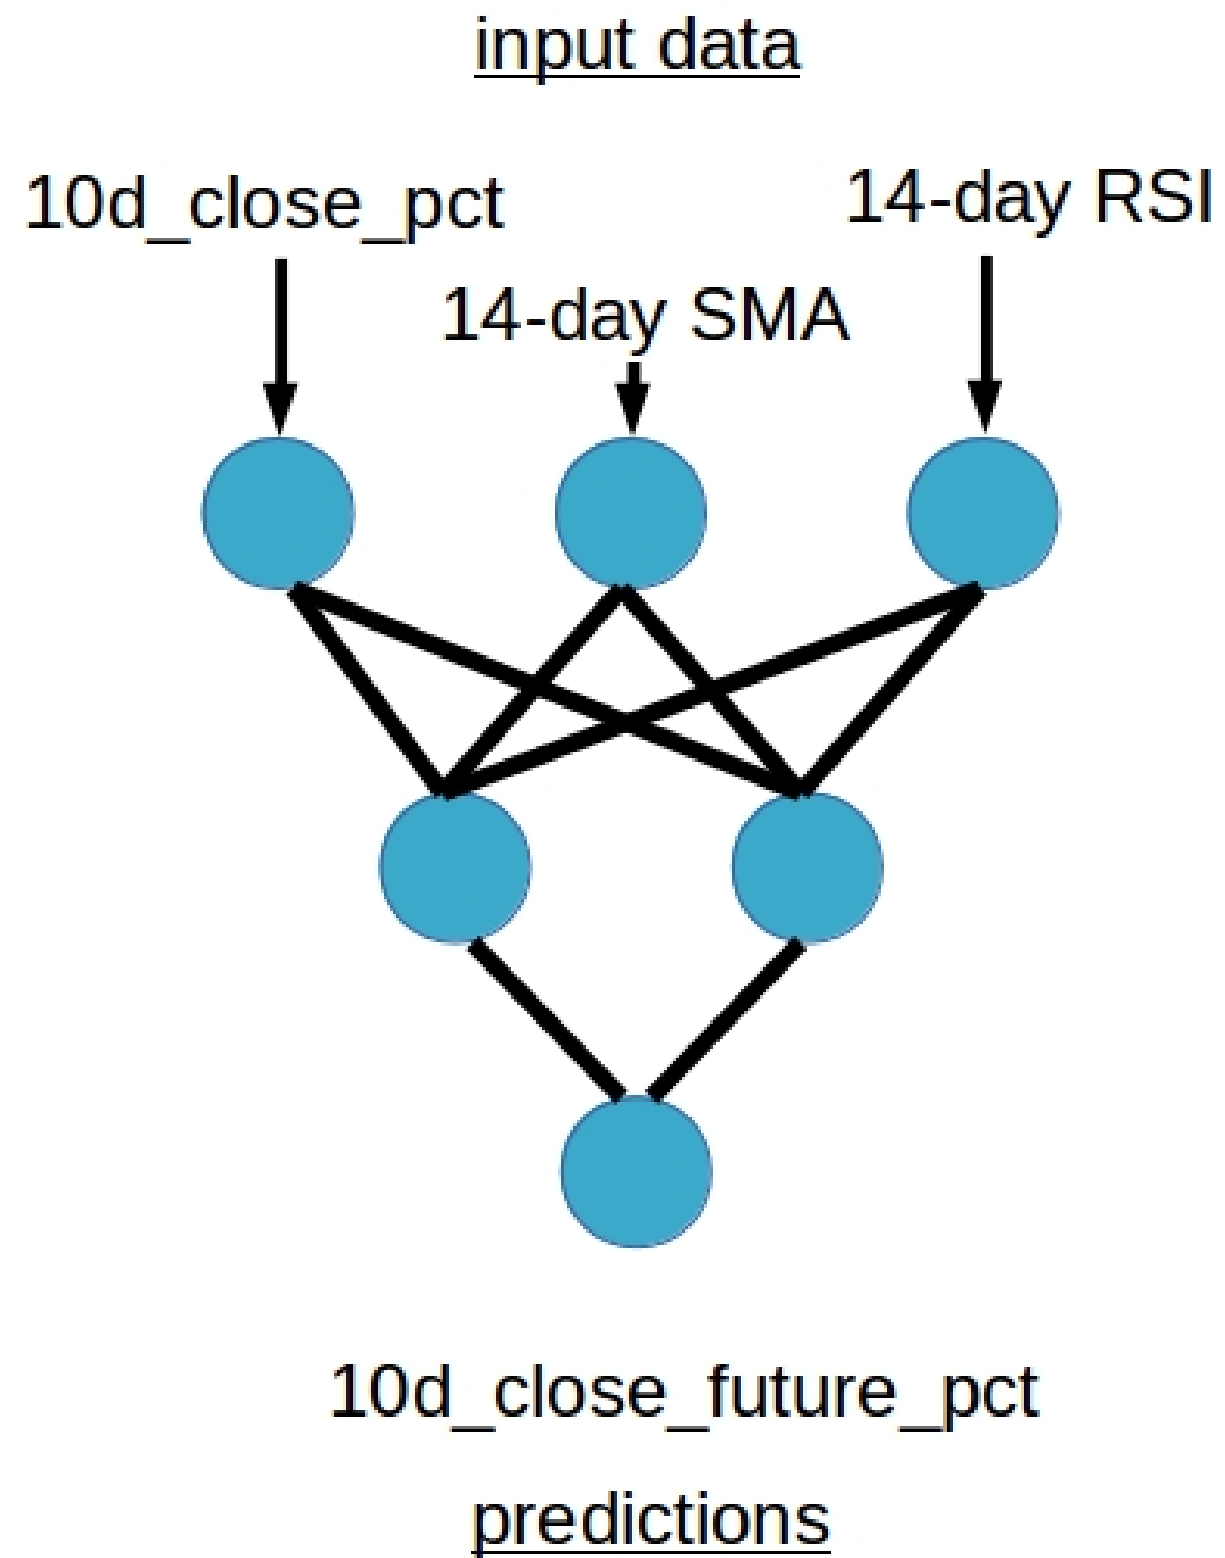 input data
10d_close_pct
14-day RSI
14-day SMA
10d_close_future_pct
predictions